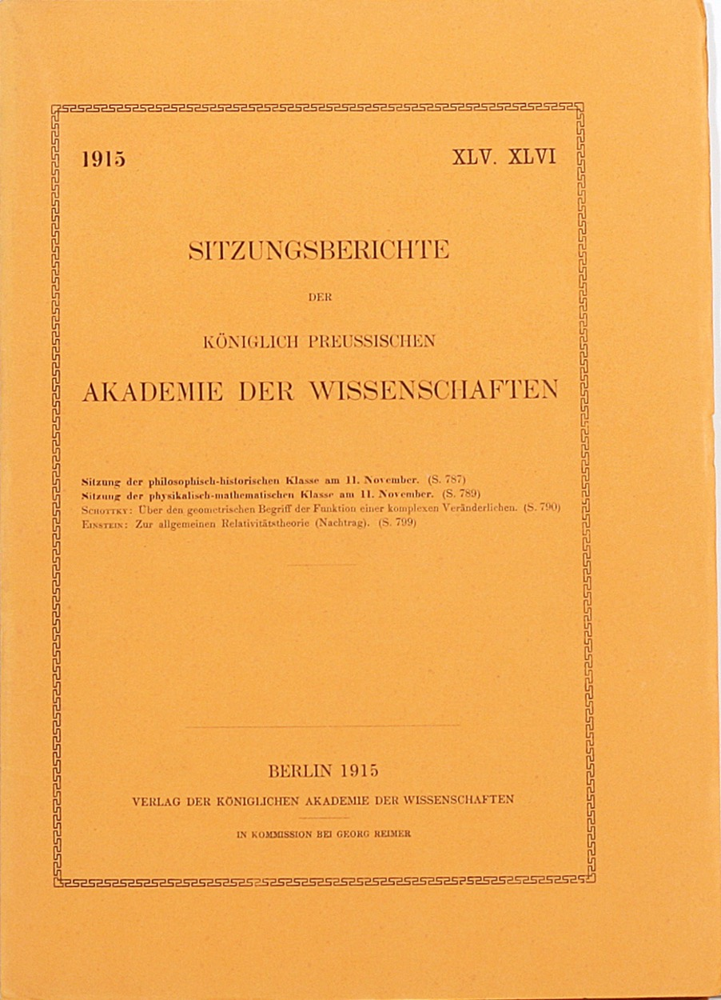 1915
XLV. XLVI
SITZUNGSBERICHTE
DER
KÖNIGLICH PREUSSISCHEN
AKADEMIE DER WISSENSCHAFTEN
Sitzung der philosophisch-historischen Klasse am 11. November. (S. 787)
Sitzung der physikalisch-mathematischen Klasse am 11. November. (S. 789)
SCHOTTKY: Über den geometrischen Begriff der Funktion einer komplexen Veränderlichen. (S. 790)
EINSTEIN: Zur allgemeinen Relativitätstheorie (Nachtrag). (S. 799)
BERLIN 1915
VERLAG DER KÖNIGLICHEN AKADEMIE DER WISSENSCHAFTEN
IN KOMMISSION BEI GEORG REIMER